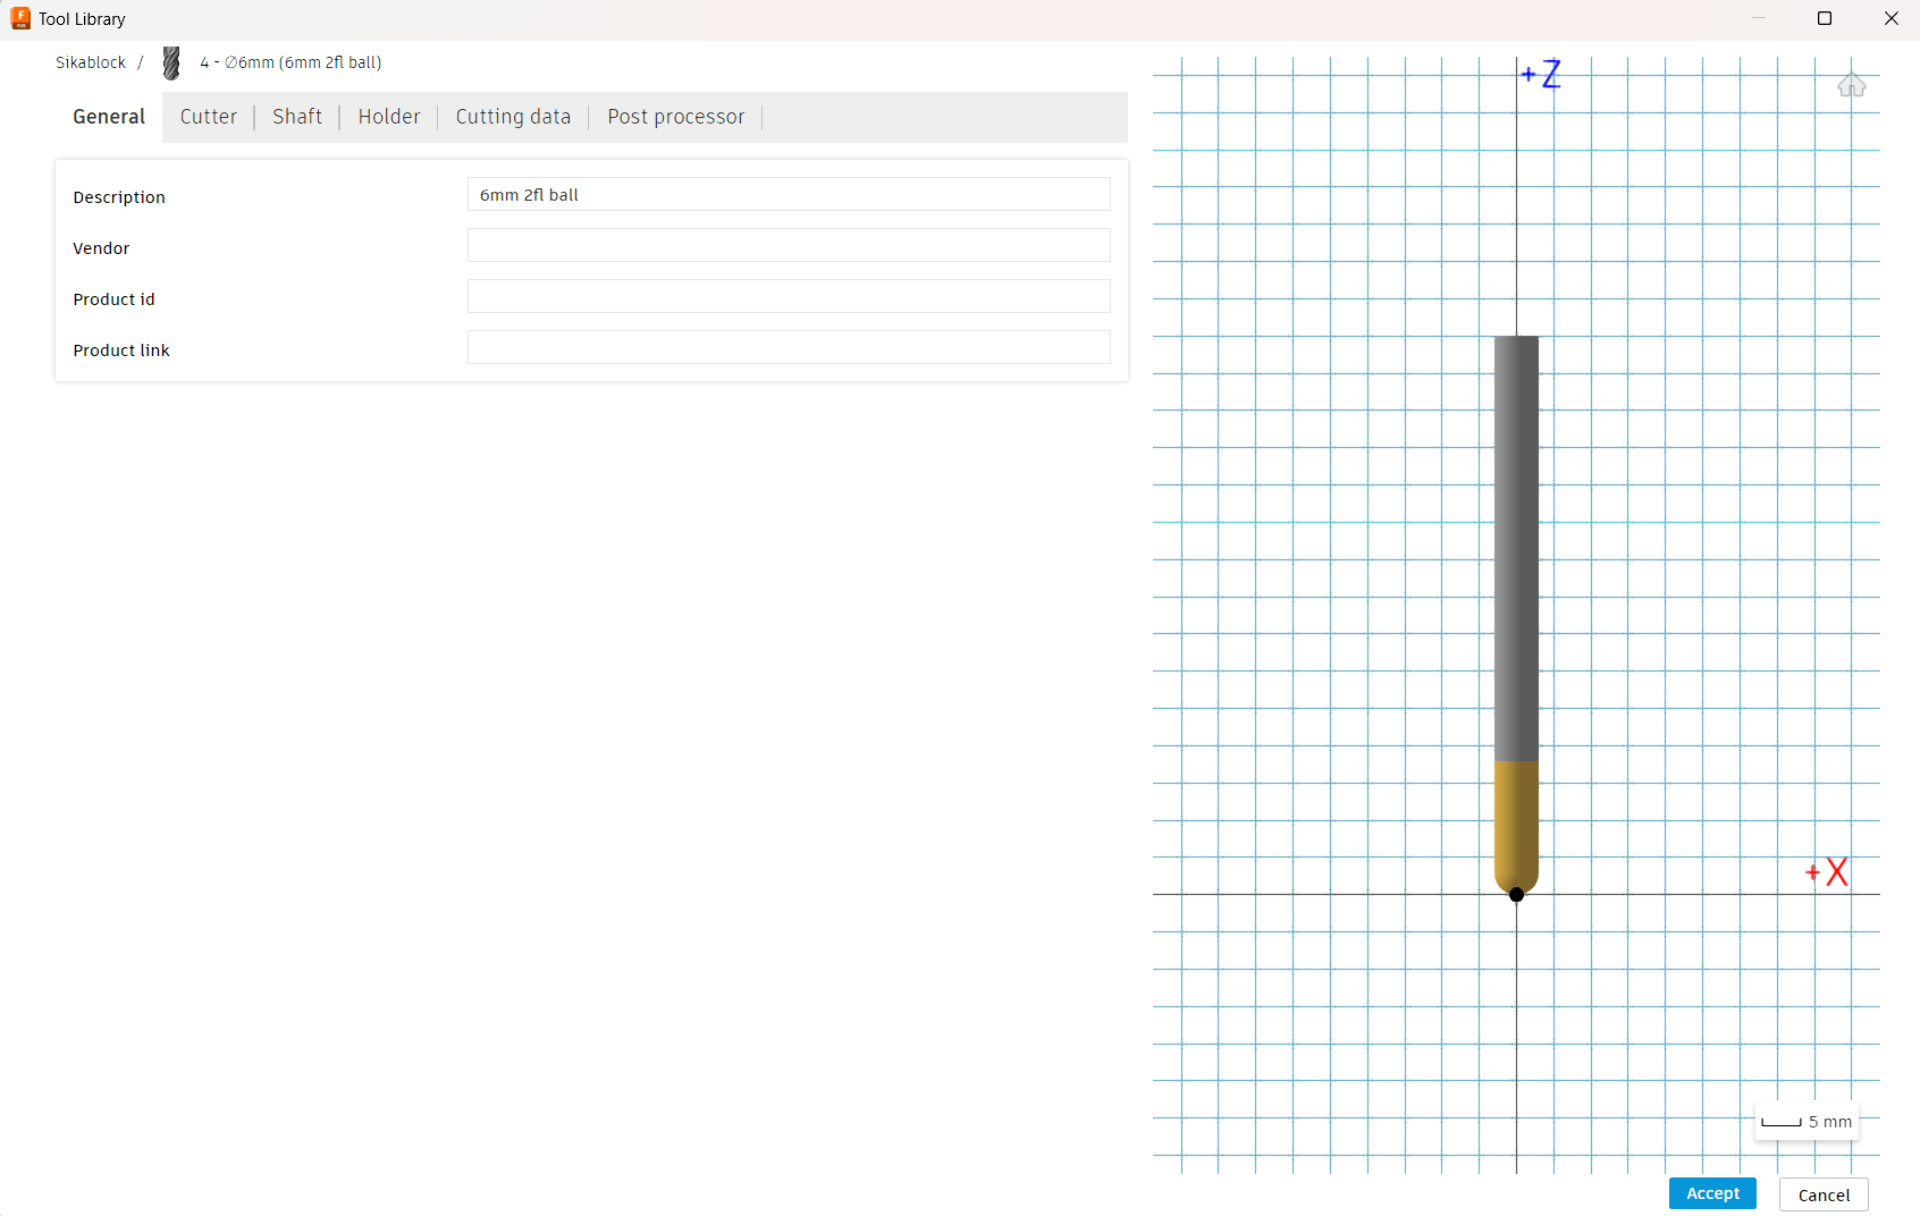 Tool Library
Sikablock / 4 - ∅6mm (6mm 2fl ball)
General Cutter Shaft Holder Cutting data Post processor
Description 6mm 2fl ball
Vendor
Product id
Product link
+Z
+X
5 mm
Accept Cancel